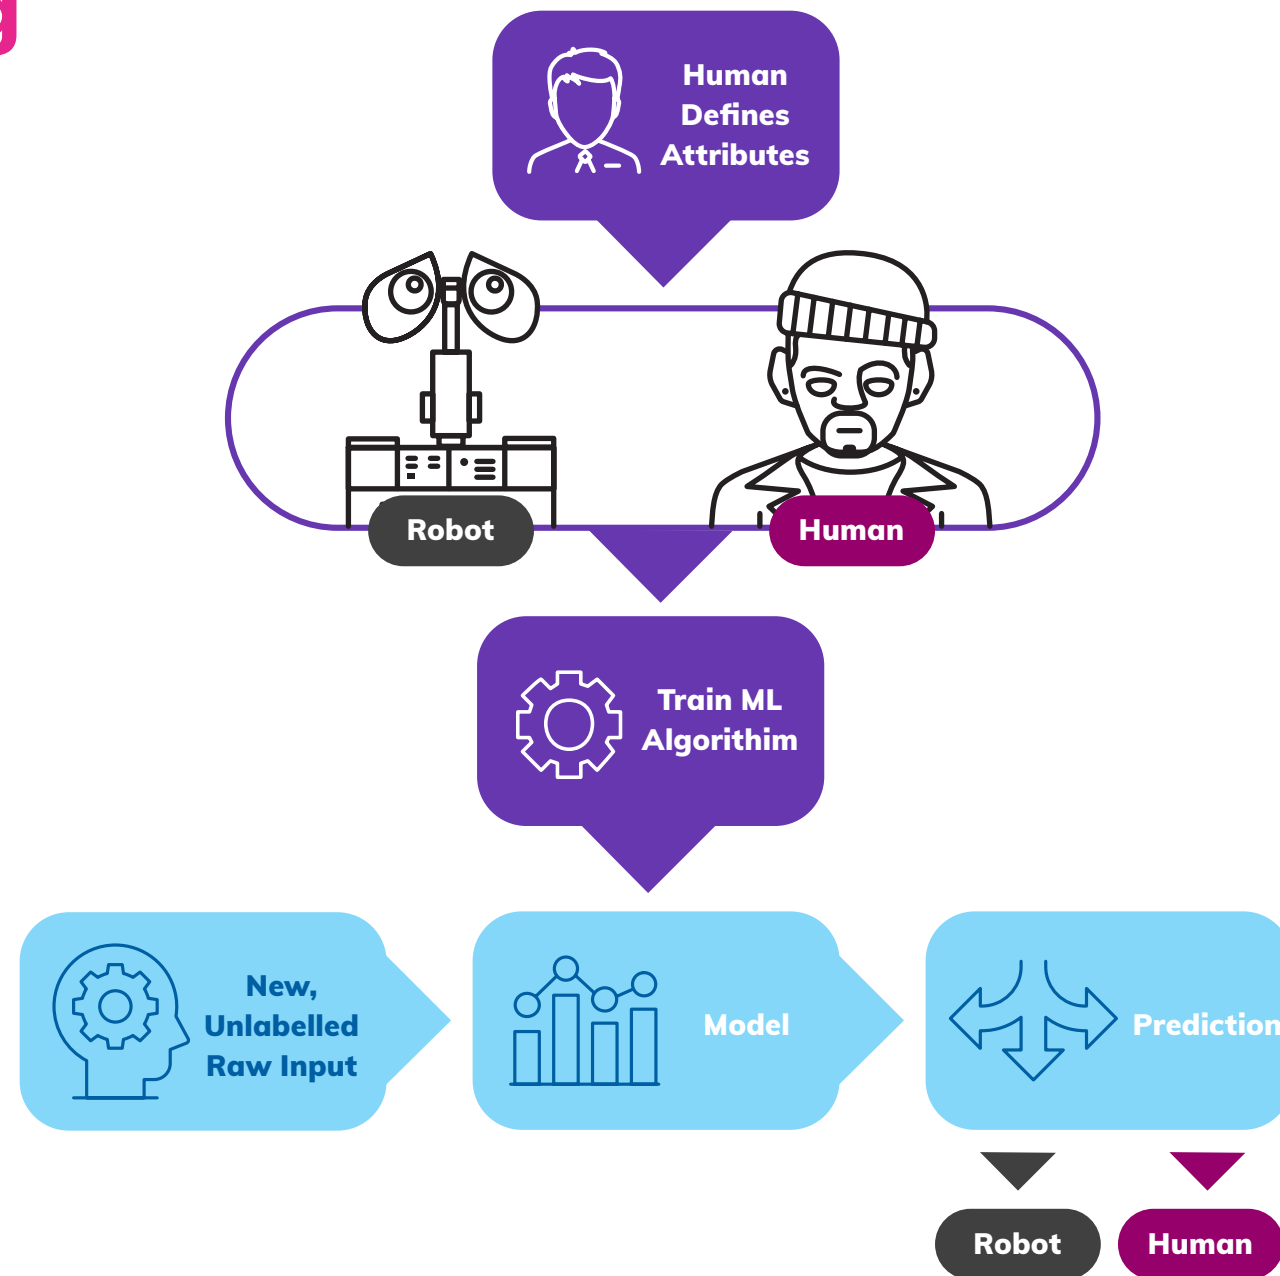 g
Human
Defines
Attributes
Robot
Human
Train ML
Algorithim
New,
Unlabelled
Raw Input
Model
Prediction
Robot
Human